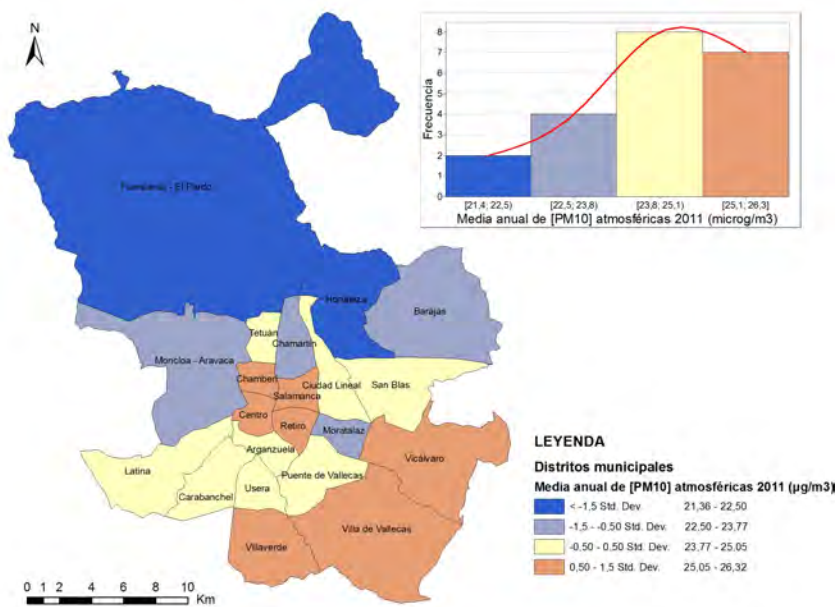 N
Fuencarral - El Pardo
Hortaleza
Barajas
Tetuán
Chamartín
Moncloa - Aravaca
Chamberí
Ciudad Lineal
San Blas
Salamanca
Centro
Retiro
Moratalaz
Vicálvaro
Arganzuela
Latina
Puente de Vallecas
Carabanchel
Usera
Villa de Vallecas
Villaverde
0 1 2 4 6 8 10
Km
Frecuencia
8
7
6
5
4
3
2
1
0
[21,4; 22,5)
[22,5; 23,8)
[23,8; 25,1)
[25,1; 26,3]
Media anual de [PM10] atmosféricas 2011 (microg/m3)
LEYENDA
Distritos municipales
Media anual de [PM10] atmosféricas 2011 (µg/m3)
< -1,5 Std. Dev. 21,36 - 22,50
-1,5 - -0,50 Std. Dev. 22,50 - 23,77
-0,50 - 0,50 Std. Dev. 23,77 - 25,05
0,50 - 1,5 Std. Dev. 25,05 - 26,32